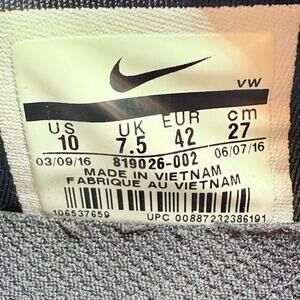 VW
US UK EUR cm
10 7.5 42 27
03/09/16 819026-002 06/07/16
MADE IN VIETNAM
FABRIQUE AU VIETNAM
106537659 UPC 00887232386191